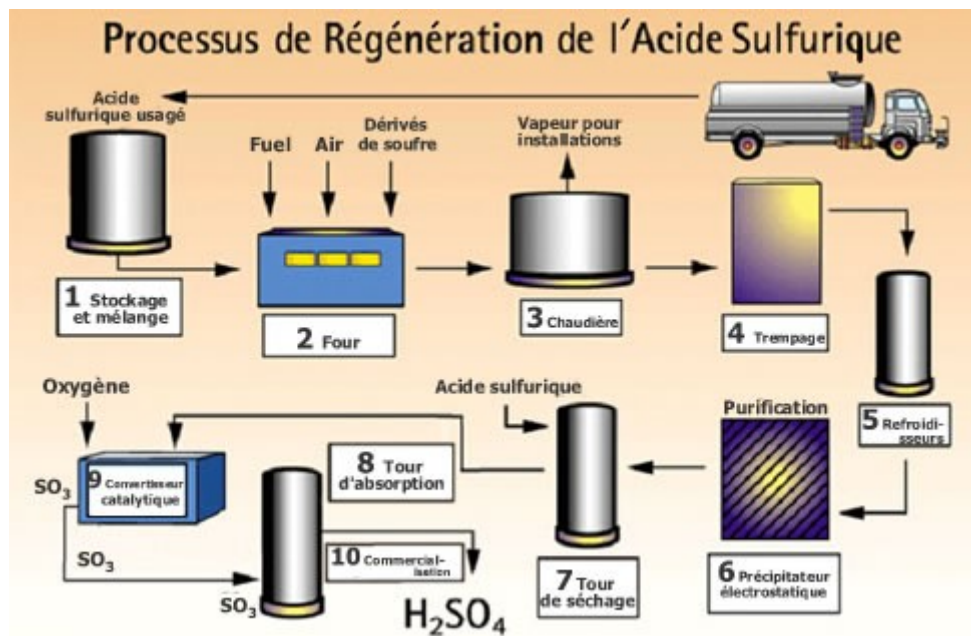 Processus de Régénération de l´Acide Sulfurique
Acide
sulfurique usagé
Fuel
Air
Dérivés
de soufre
Vapeur pour
installations
1 Stockage
et mélange
2 Four
3 Chaudière
4 Trempage
5 Refroidi-
sseurs
Oxygène
Acide sulfurique
Purification
SO3
9 Convertisseur
catalytique
8 Tour
d'absorption
SO3
10 Commercial-
isation
SO3
H2SO4
7 Tour
de séchage
6 Précipitateur
électrostatique